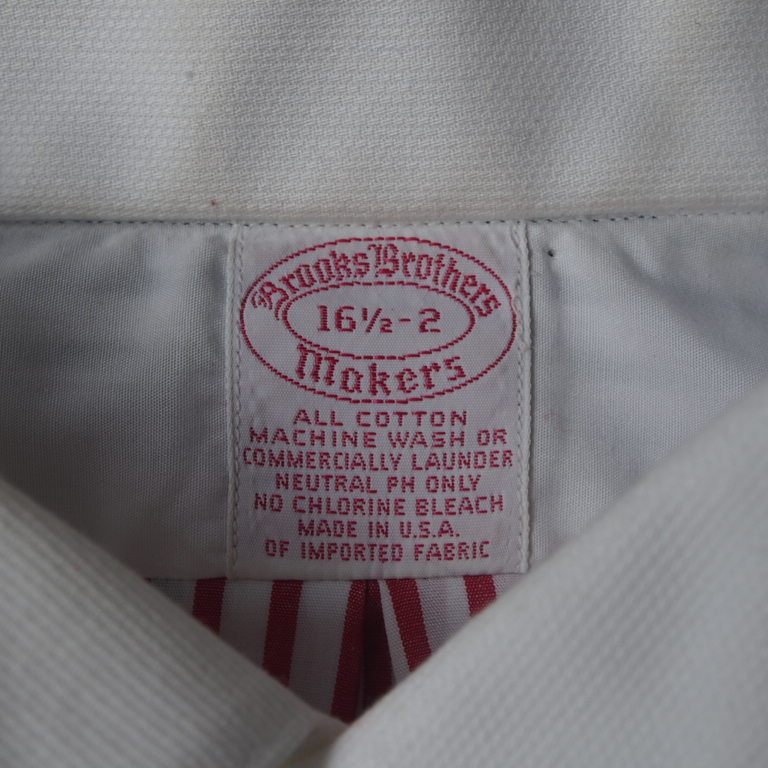 Brooks Brothers
16½-2
Makers
ALL COTTON
MACHINE WASH OR
COMMERCIALLY LAUNDER
NEUTRAL PH ONLY
NO CHLORINE BLEACH
MADE IN U.S.A.
OF IMPORTED FABRIC